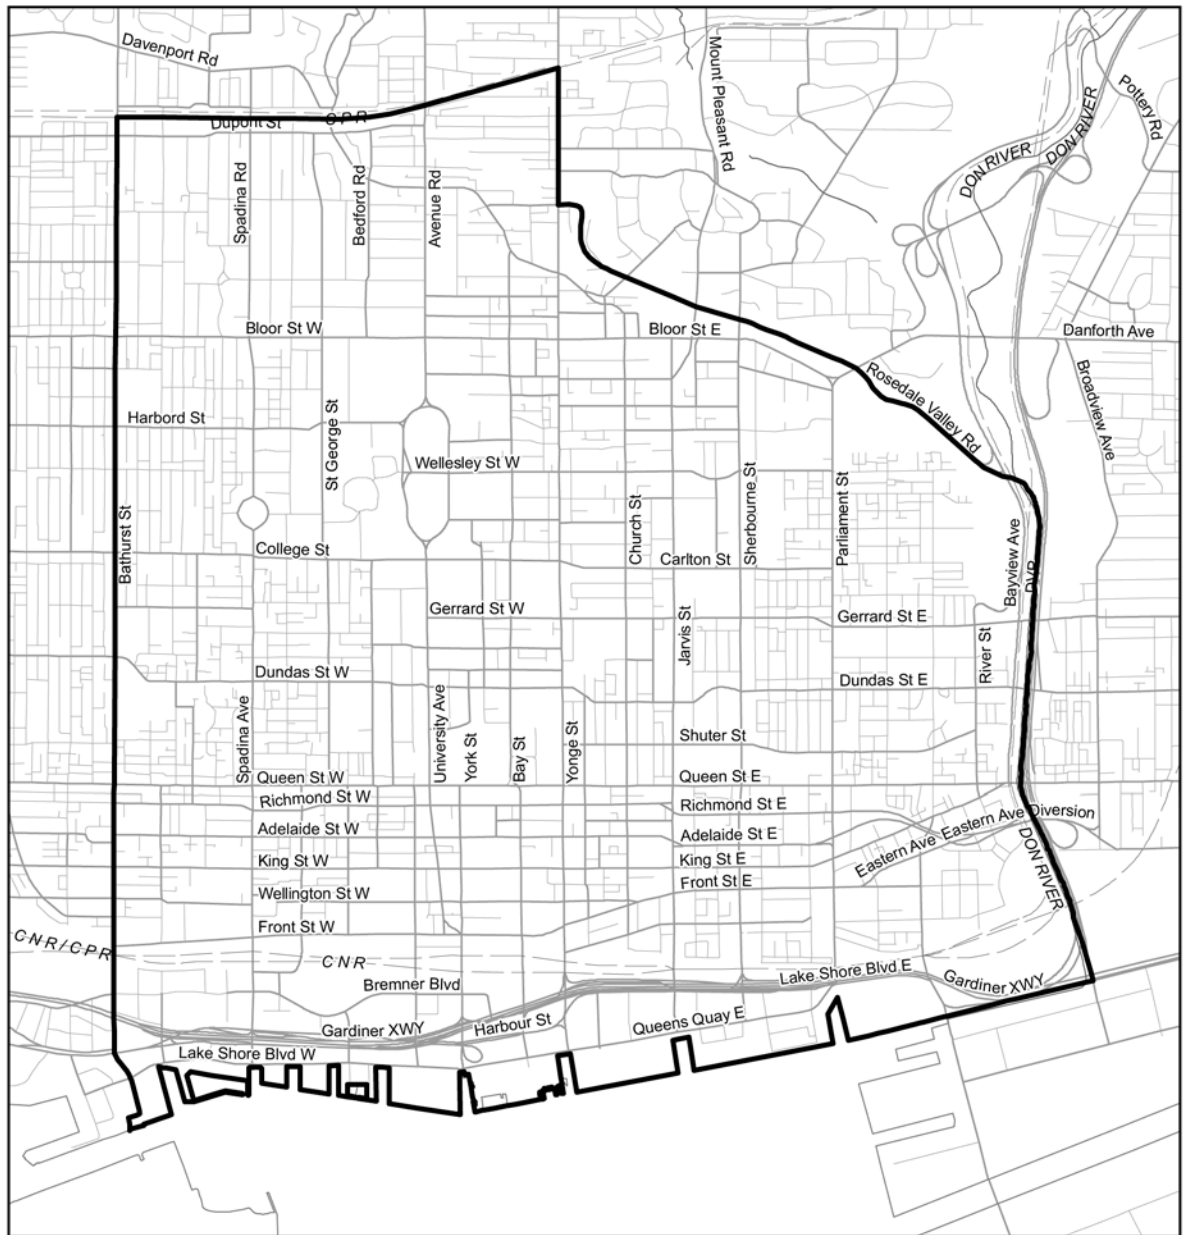 Davenport Rd
Mount Pleasant Rd
Pottery Rd
DON RIVER
DON RIVER
CPR
Dupont St
Spadina Rd
Bedford Rd
Avenue Rd
Bloor St W
Bloor St E
Danforth Ave
Rosedale Valley Rd
Broadview Ave
Harbord St
St George St
Wellesley St W
Sherbourne St
Parliament St
Church St
Bathurst St
College St
Carlton St
Bayview Ave
DVP
Gerrard St W
Gerrard St E
Jarvis St
River St
Dundas St W
Dundas St E
Spadina Ave
University Ave
York St
Bay St
Yonge St
Shuter St
Queen St W
Queen St E
Richmond St W
Richmond St E
Adelaide St W
Adelaide St E
Eastern Ave
Eastern Ave Diversion
King St W
King St E
DON RIVER
Wellington St W
Front St E
Front St W
CNR/CPR
CNR
Lake Shore Blvd E
Gardiner XWY
Bremner Blvd
Gardiner XWY
Harbour St
Queens Quay E
Lake Shore Blvd W